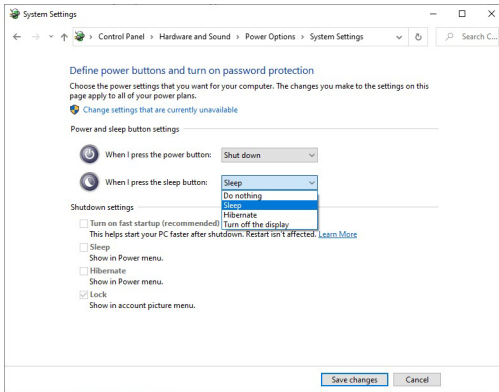 System Settings
Control Panel > Hardware and Sound > Power Options > System Settings
Search C...
Define power buttons and turn on password protection
Choose the power settings that you want for your computer. The changes you make to the settings on this
page apply to all of your power plans.
Change settings that are currently unavailable
Power and sleep button settings
When I press the power button: Shut down
When I press the sleep button: Sleep
Do nothing
Sleep
Hibernate
Turn off the display
Shutdown settings
Turn on fast startup (recommended)
This helps start your PC faster after shutdown. Restart isn't affected. Learn More
Sleep
Show in Power menu.
Hibernate
Show in Power menu.
Lock
Show in account picture menu.
Save changes Cancel